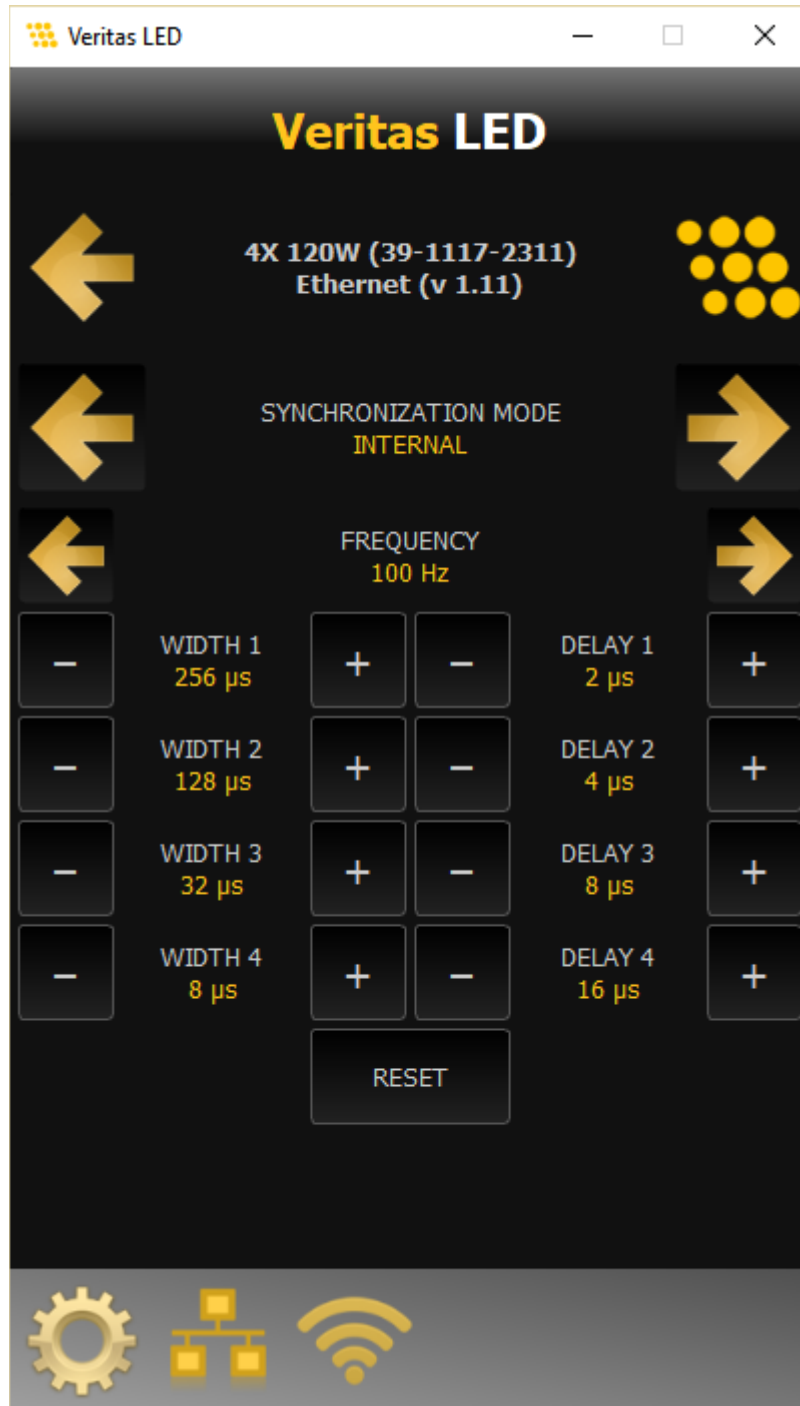 Veritas LED
Veritas LED
4X 120W (39-1117-2311)
Ethernet (v 1.11)
SYNCHRONIZATION MODE
INTERNAL
FREQUENCY
100 Hz
− WIDTH 1 + − DELAY 1 +
256 µs 2 µs
− WIDTH 2 + − DELAY 2 +
128 µs 4 µs
− WIDTH 3 + − DELAY 3 +
32 µs 8 µs
− WIDTH 4 + − DELAY 4 +
8 µs 16 µs
RESET